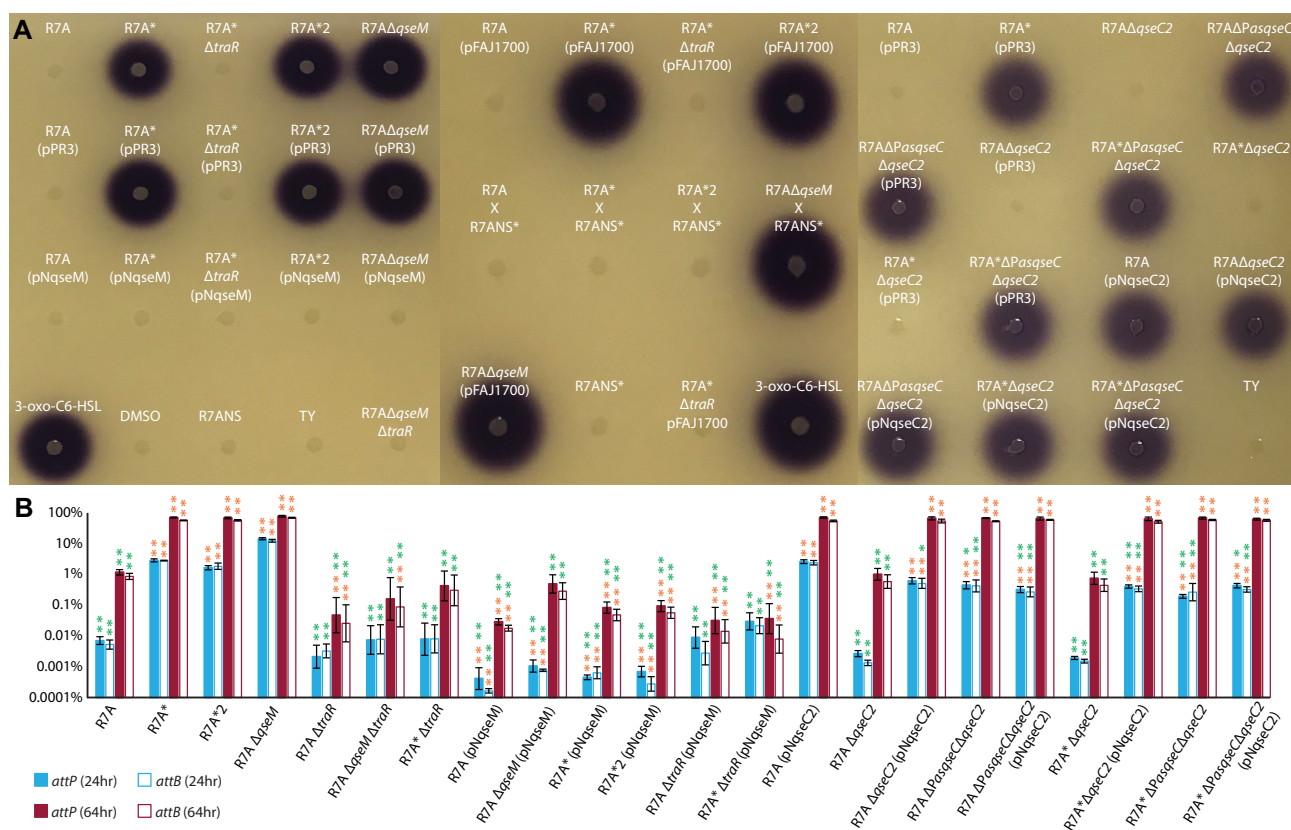 A
R7A
R7A*
R7A*
ΔtraR
R7A*2
R7AΔqseM
R7A
(pPR3)
R7A*
(pPR3)
R7A*
ΔtraR
(pPR3)
R7A*2
(pPR3)
R7AΔqseM
(pPR3)
R7A
(pNqseM)
R7A*
(pNqseM)
R7A*
ΔtraR
(pNqseM)
R7A*2
(pNqseM)
R7AΔqseM
(pNqseM)
3-oxo-C6-HSL
DMSO
R7ANS
TY
R7AΔqseM
ΔtraR
R7A
(pFAJ1700)
R7A*
(pFAJ1700)
R7A*
ΔtraR
(pFAJ1700)
R7A*2
(pFAJ1700)
R7A
X
R7ANS*
R7A*
X
R7ANS*
R7A*2
X
R7ANS*
R7AΔqseM
X
R7ANS*
R7AΔqseM
(pFAJ1700)
R7ANS*
R7A*
ΔtraR
pFAJ1700
3-oxo-C6-HSL
R7A
(pPR3)
R7A*
(pPR3)
R7AΔqseC2
R7AΔPasqseC
ΔqseC2
R7AΔPasqseC
ΔqseC2
(pPR3)
R7AΔqseC2
(pPR3)
R7A*ΔPasqseC
ΔqseC2
R7A*ΔqseC2
R7A*
ΔqseC2
(pPR3)
R7A*ΔPasqseC
ΔqseC2
(pPR3)
R7A
(pNqseC2)
R7AΔqseC2
(pNqseC2)
R7AΔPasqseC
ΔqseC2
(pNqseC2)
R7A*ΔqseC2
(pNqseC2)
R7A*ΔPasqseC
ΔqseC2
(pNqseC2)
TY
B
100%
10%
1%
0.1%
0.01%
0.001%
0.0001%
R7A
R7A*
R7A*2
R7A ΔqseM
R7A ΔtraR
R7A ΔqseM ΔtraR
R7A* ΔtraR
R7A (pNqseM)
R7A ΔqseM (pNqseM)
R7A* (pNqseM)
R7A*2 (pNqseM)
R7A ΔtraR (pNqseM)
R7A* ΔtraR (pNqseM)
R7A (pNqseC2)
R7A ΔqseC2
R7A ΔqseC2 (pNqseC2)
R7A ΔPasqseCΔqseC2
R7A ΔPasqseCΔqseC2
(pNqseC2)
R7A* ΔqseC2
R7A*ΔqseC2 (pNqseC2)
R7A* ΔPasqseCΔqseC2
R7A* ΔPasqseCΔqseC2
(pNqseC2)
attP (24hr)
attB (24hr)
attP (64hr)
attB (64hr)